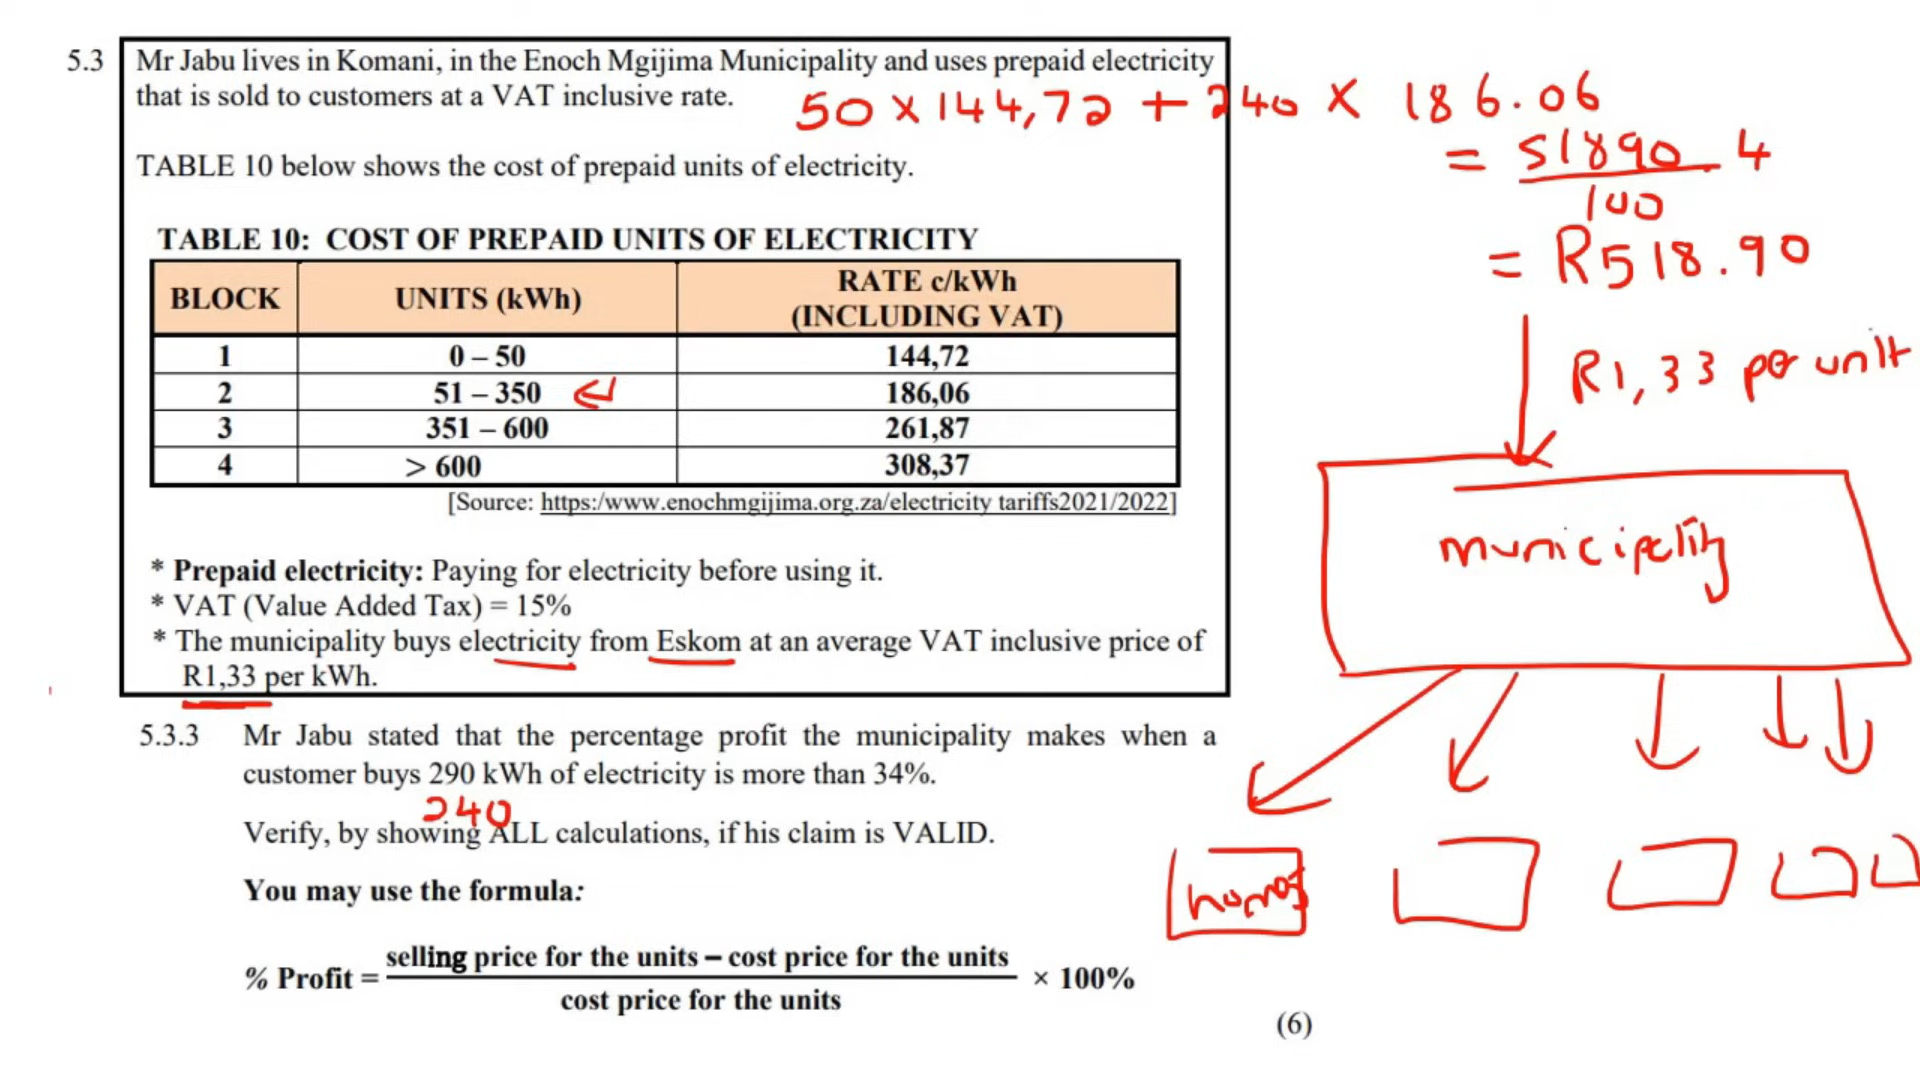 5.3 Mr Jabu lives in Komani, in the Enoch Mgijima Municipality and uses prepaid electricity
that is sold to customers at a VAT inclusive rate.
50 × 144,72 + 240 × 186.06
= 51890.4
100
= R518.90
TABLE 10 below shows the cost of prepaid units of electricity.
TABLE 10: COST OF PREPAID UNITS OF ELECTRICITY
BLOCK UNITS (kWh) RATE c/kWh
(INCLUDING VAT)
1 0 – 50 144,72
2 51 – 350 186,06
3 351 – 600 261,87
4 > 600 308,37
[Source: https:/www.enochmgijima.org.za/electricity tariffs2021/2022]
R1,33 per unit
municipality
* Prepaid electricity: Paying for electricity before using it.
* VAT (Value Added Tax) = 15%
* The municipality buys electricity from Eskom at an average VAT inclusive price of
R1,33 per kWh.
5.3.3 Mr Jabu stated that the percentage profit the municipality makes when a
customer buys 290 kWh of electricity is more than 34%.
240
Verify, by showing ALL calculations, if his claim is VALID.
You may use the formula:
homes
% Profit = selling price for the units – cost price for the units × 100%
cost price for the units
(6)